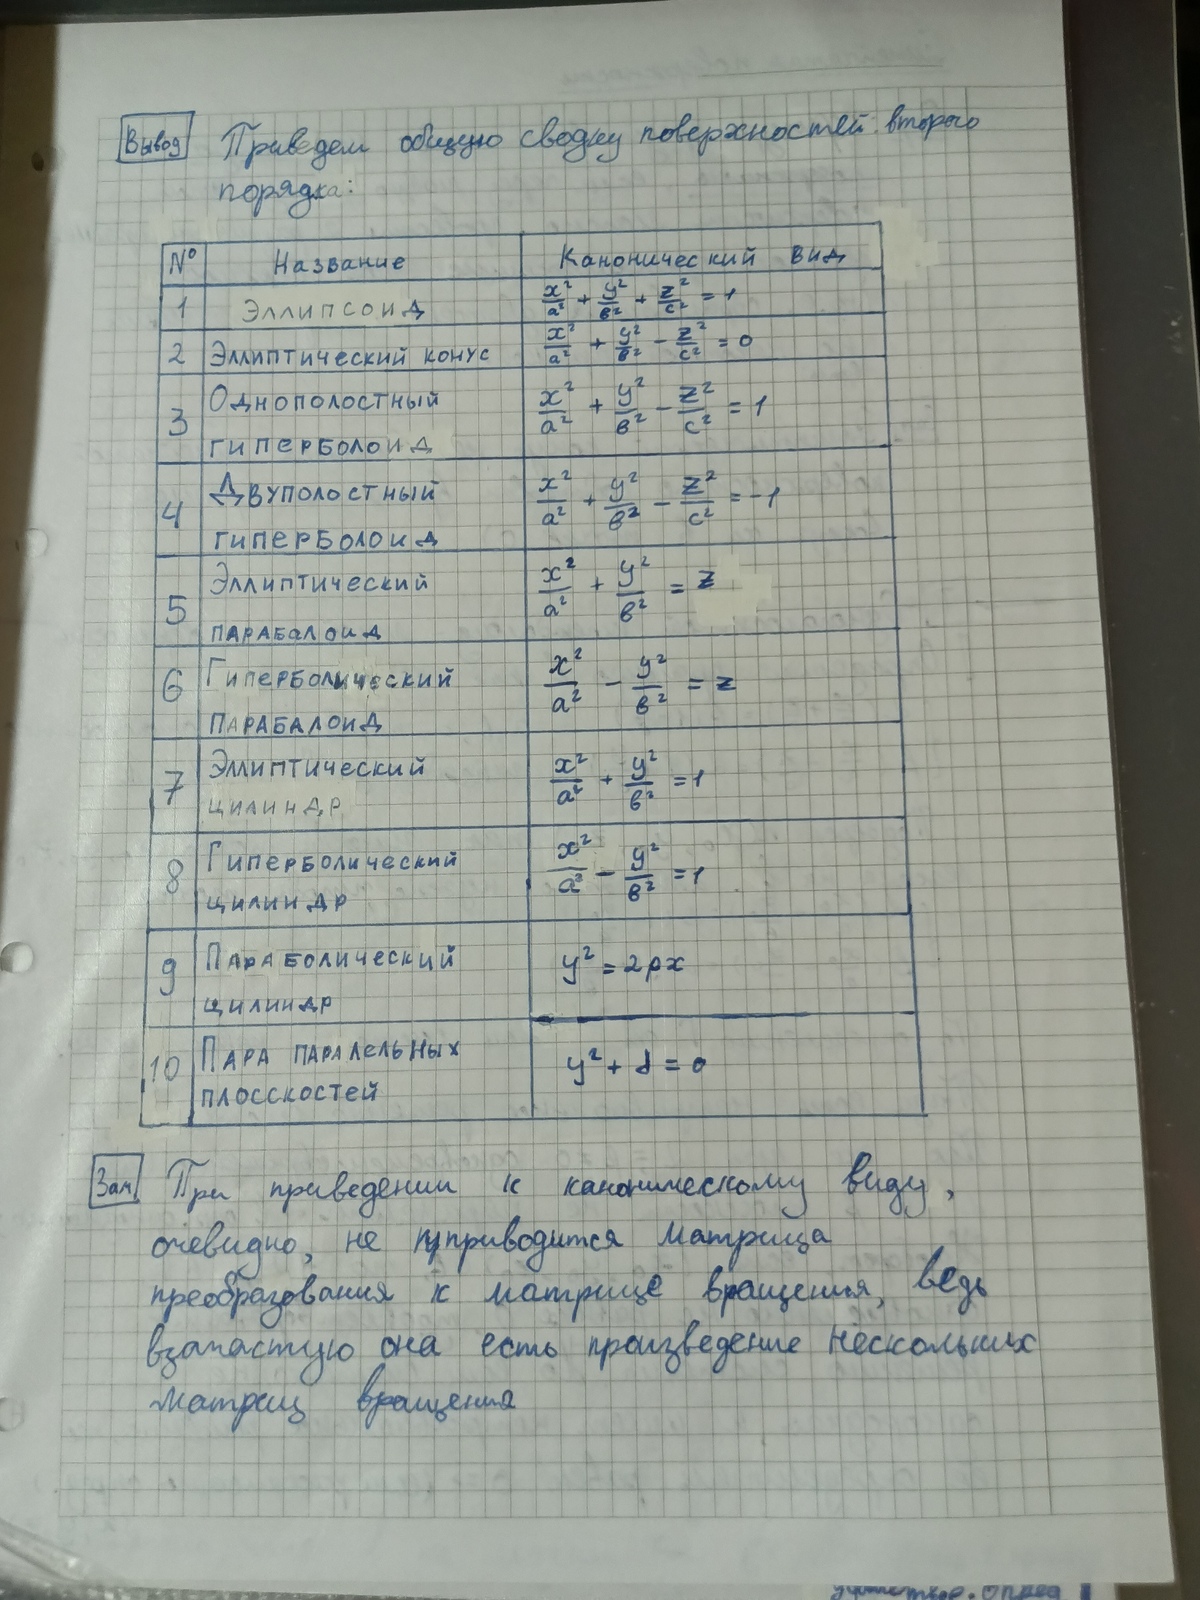 Вывод Приведем общую сводку поверхностей второго
порядка:
№ Название Канонический вид
1 Эллипсоид x²/a² + y²/b² + z²/c² = 1
2 Эллиптический конус x²/a² + y²/b² - z²/c² = 0
3 Однополостный
гиперболоид x²/a² + y²/b² - z²/c² = 1
4 Двуполостный
гиперболоид x²/a² + y²/b² - z²/c² = -1
5 Эллиптический
парабалоид x²/a² + y²/b² = z
6 Гиперболический
парабалоид x²/a² - y²/b² = z
7 Эллиптический
цилиндр x²/a² + y²/b² = 1
8 Гиперболический
цилиндр x²/a² - y²/b² = 1
9 Параболический
цилиндр y² = 2px
10 Пара паралельных
плосскостей y² + d = 0
Зам При приведении к каноническому виду,
очевидно, не приводится матрица
преобразования к матрице вращения, ведь
взачастую она есть произведение нескольких
матриц вращения